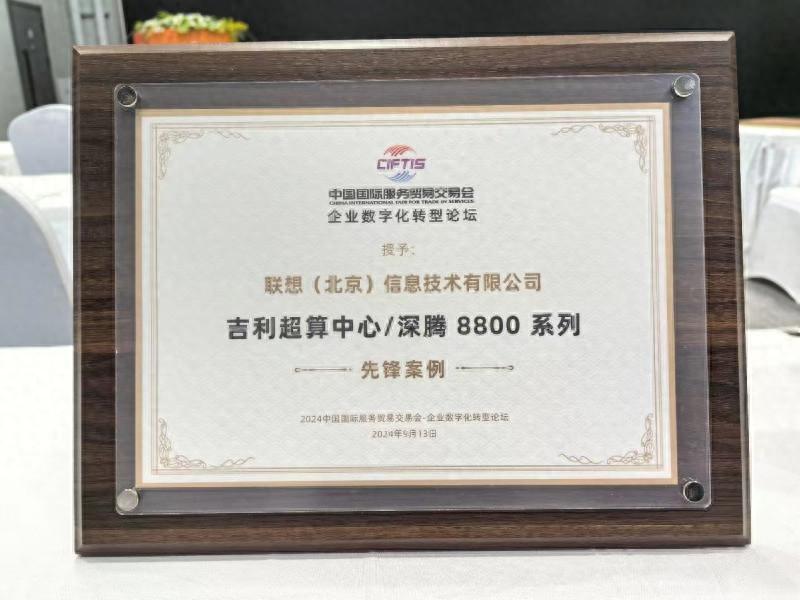 CIFTIS
中国国际服务贸易交易会
CHINA INTERNATIONAL FAIR FOR TRADE IN SERVICES
企业数字化转型论坛
授予:
联想（北京）信息技术有限公司
吉利超算中心/深腾 8800 系列
先锋案例
2024中国国际服务贸易交易会-企业数字化转型论坛
2024年9月13日